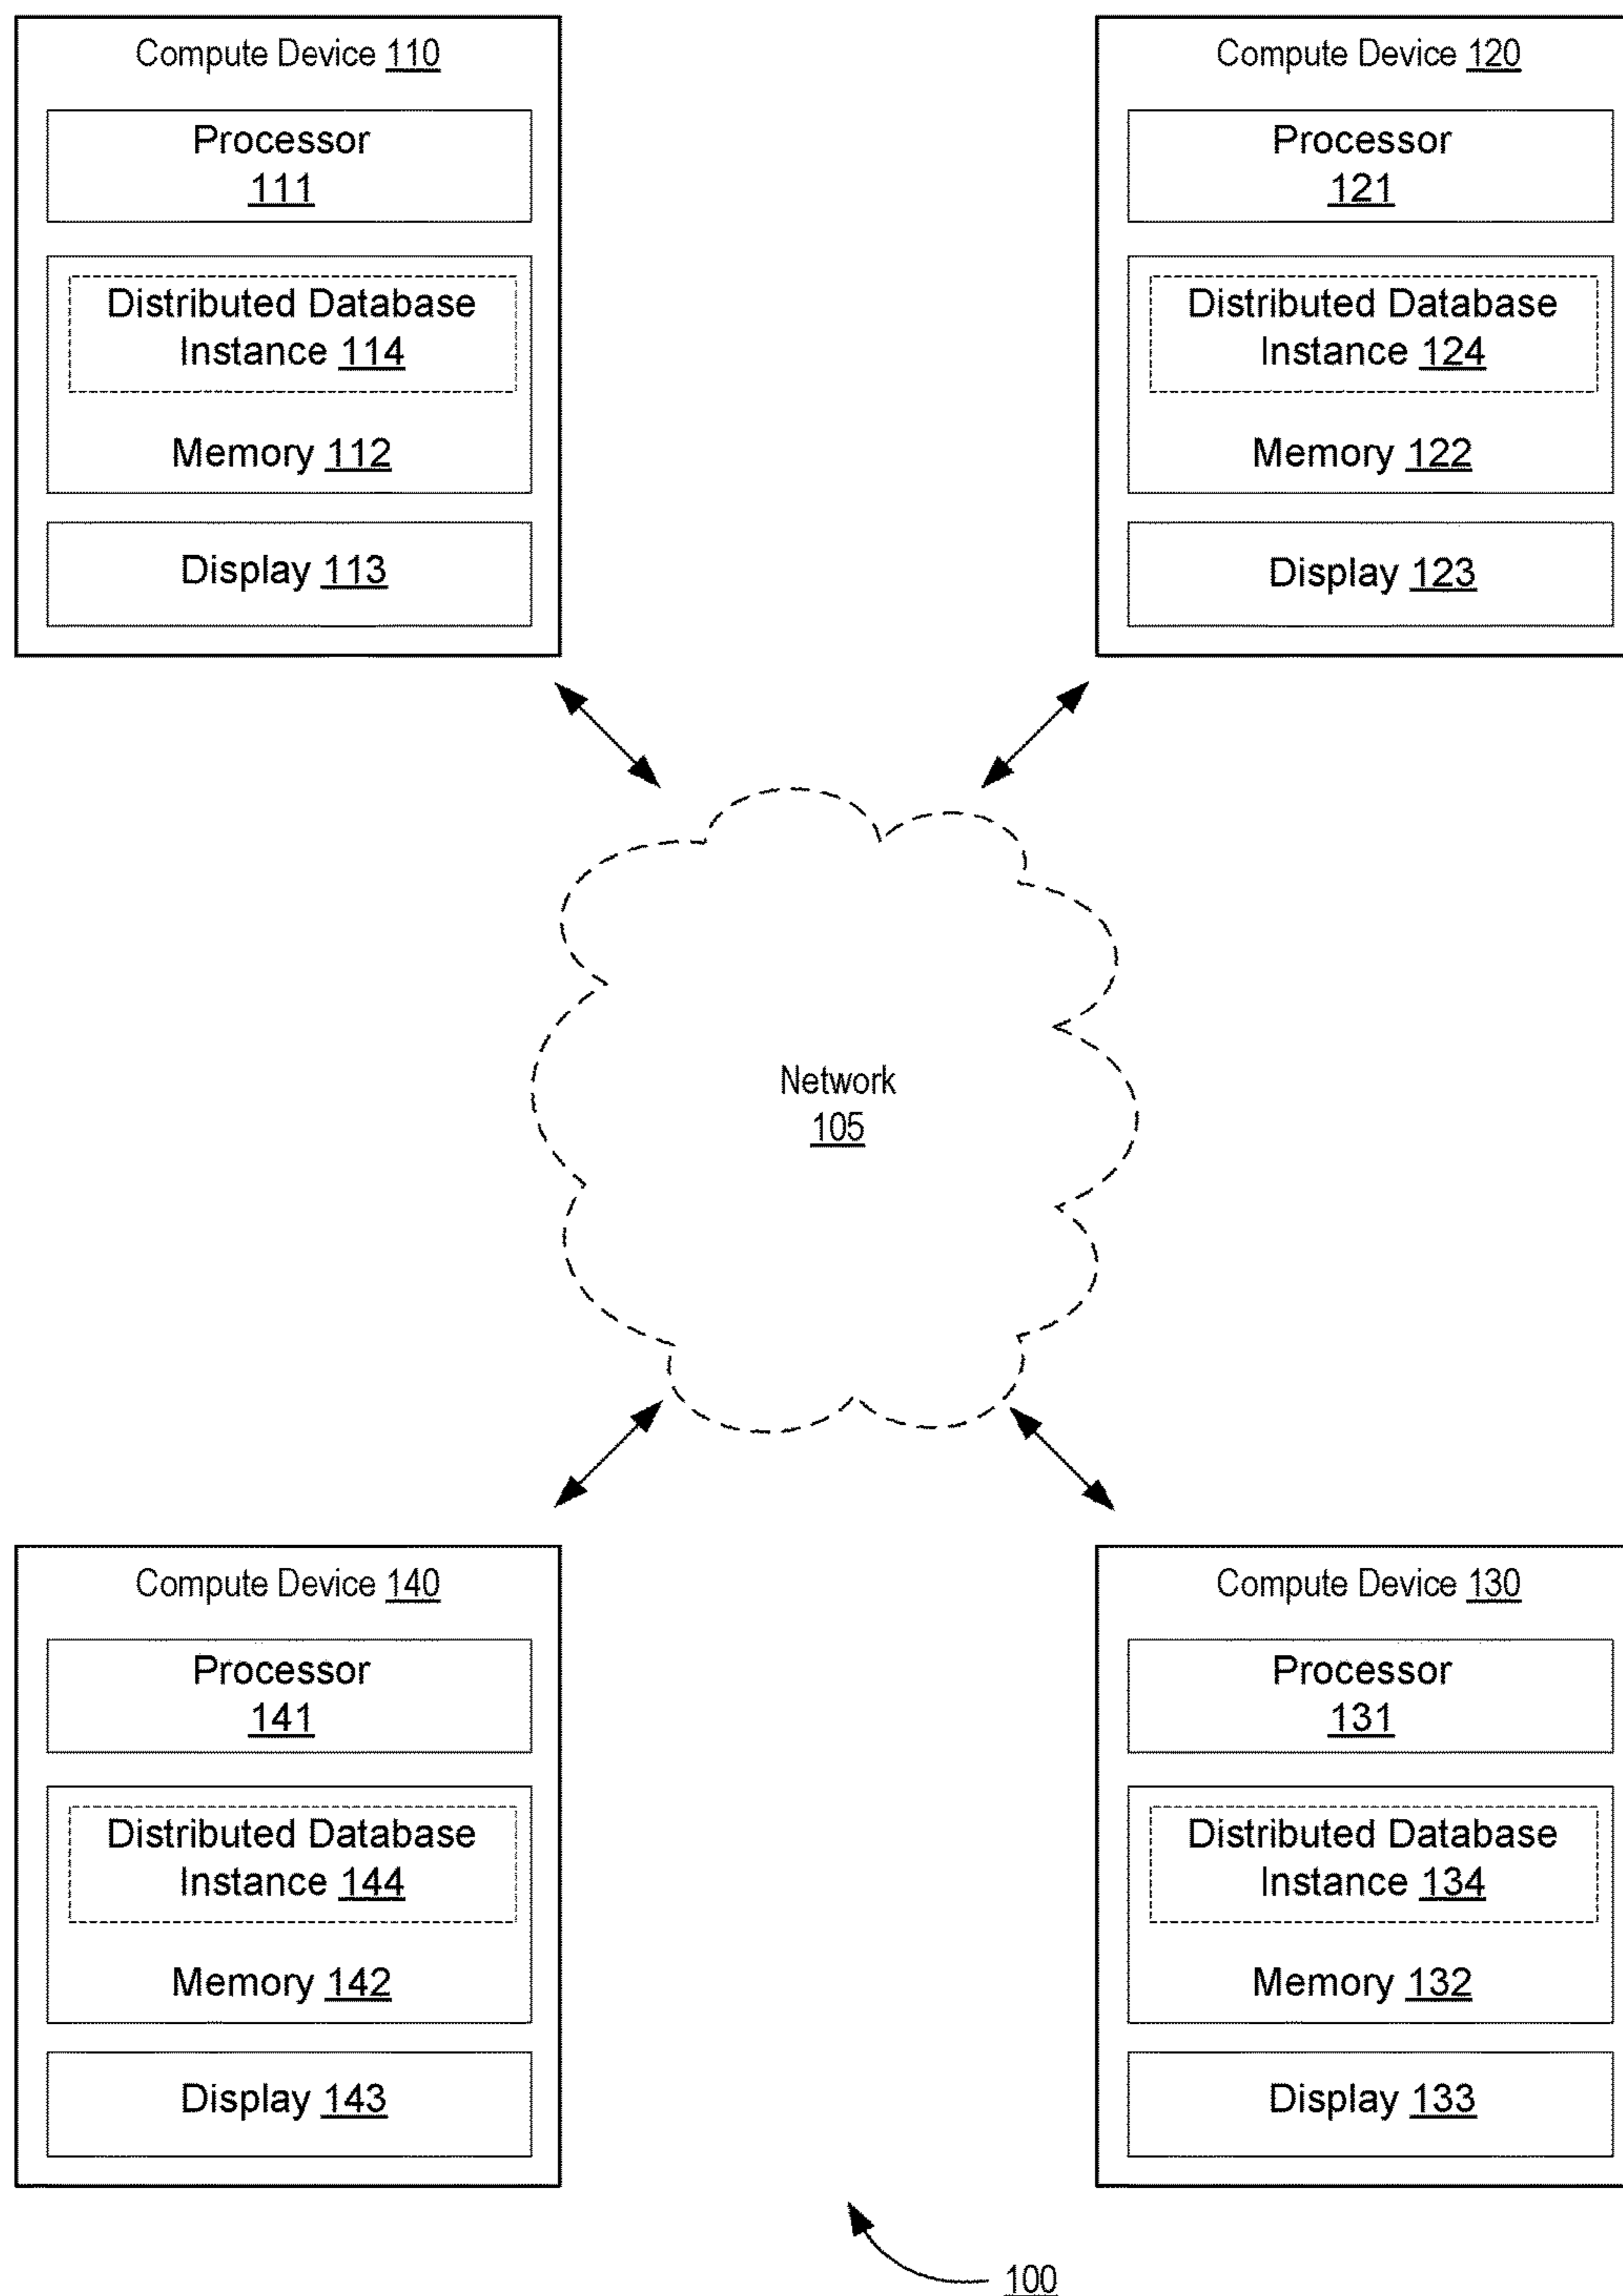 Compute Device 110
Processor
111
Distributed Database
Instance 114
Memory 112
Display 113
Compute Device 120
Processor
121
Distributed Database
Instance 124
Memory 122
Display 123
Network
105
Compute Device 140
Processor
141
Distributed Database
Instance 144
Memory 142
Display 143
Compute Device 130
Processor
131
Distributed Database
Instance 134
Memory 132
Display 133
100